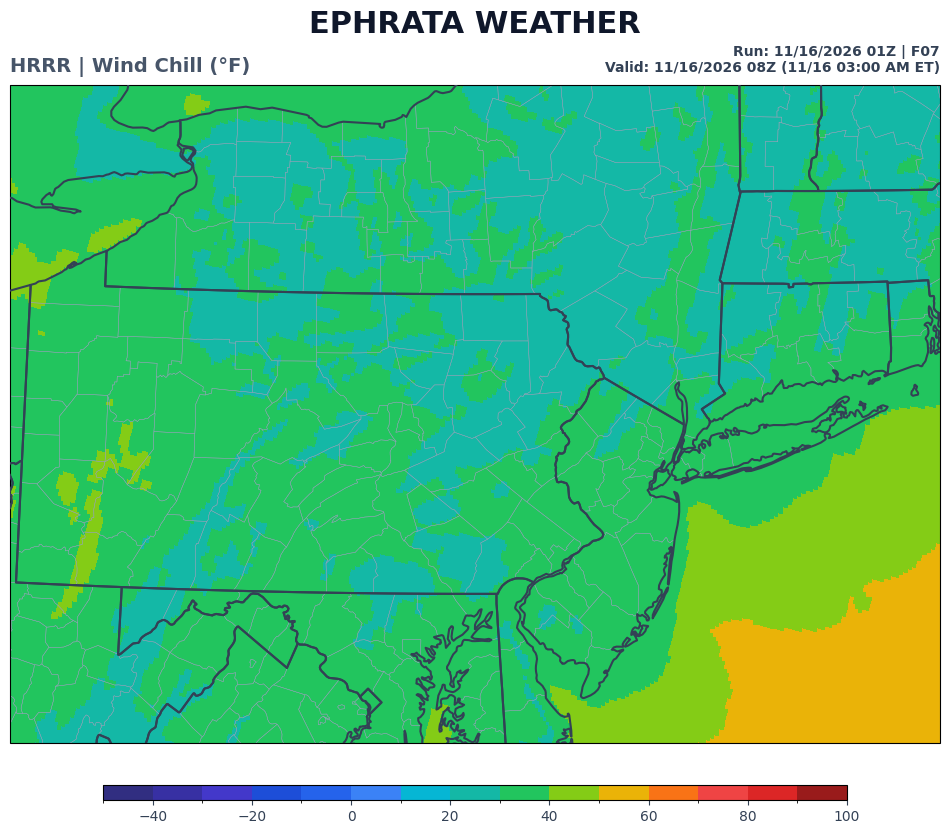 EPHRATA WEATHER
HRRR | Wind Chill (°F)
Run: 11/16/2026 01Z | F07
Valid: 11/16/2026 08Z (11/16 03:00 AM ET)
−40 −20 0 20 40 60 80 100